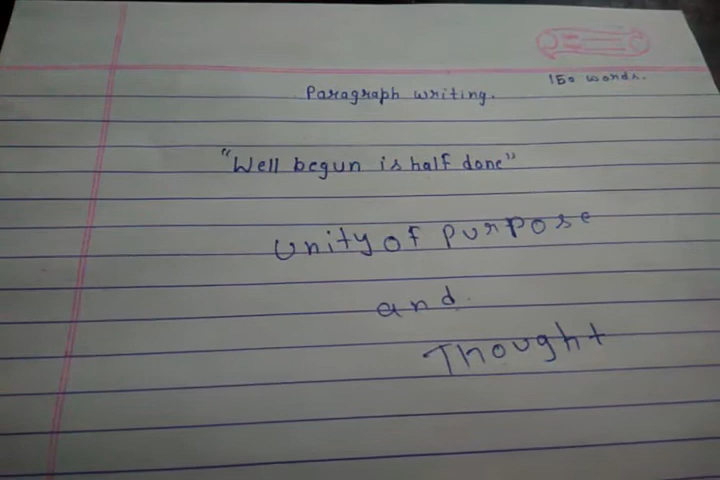 150 words.
Paragraph writing.
"Well begun is half done"
Unity of Purpose
and
Thought